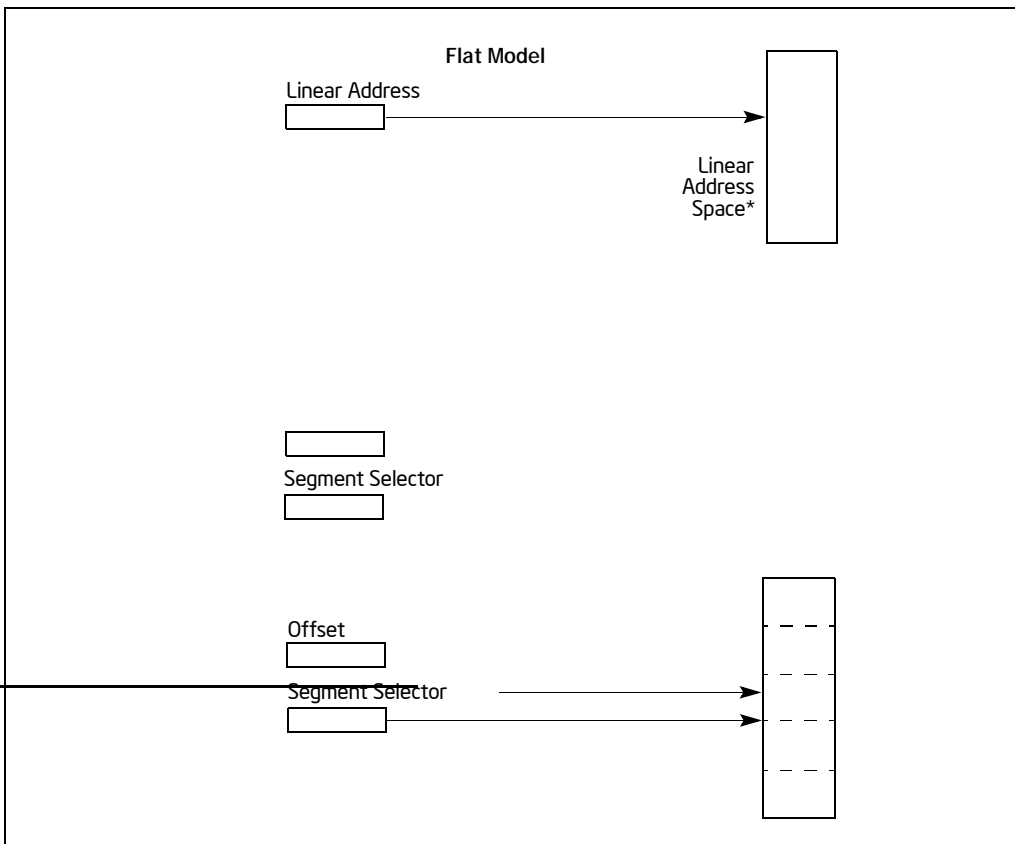 Flat Model
Linear Address
Linear
Address
Space*
Segment Selector
Offset
Segment Selector